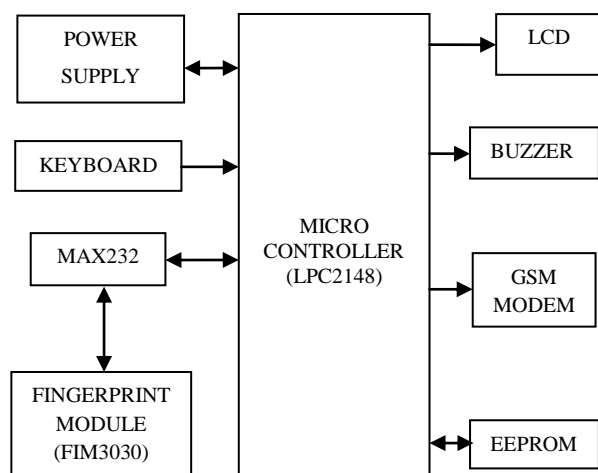 POWER
SUPPLY
KEYBOARD
MAX232
FINGERPRINT
MODULE
(FIM3030)
MICRO
CONTROLLER
(LPC2148)
LCD
BUZZER
GSM
MODEM
EEPROM